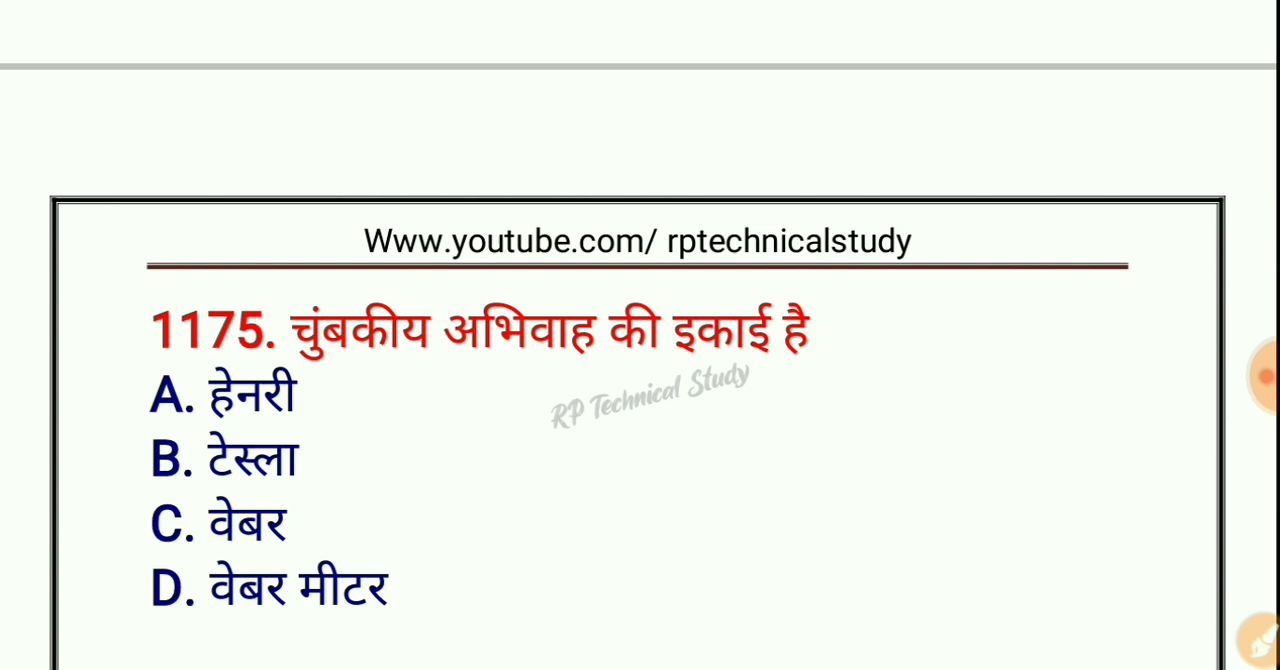 Www.youtube.com/ rptechnicalstudy
1175. चुंबकीय अभिवाह की इकाई है
A. हेनरी
RP Technical Study
B. टेस्ला
C. वेबर
D. वेबर मीटर